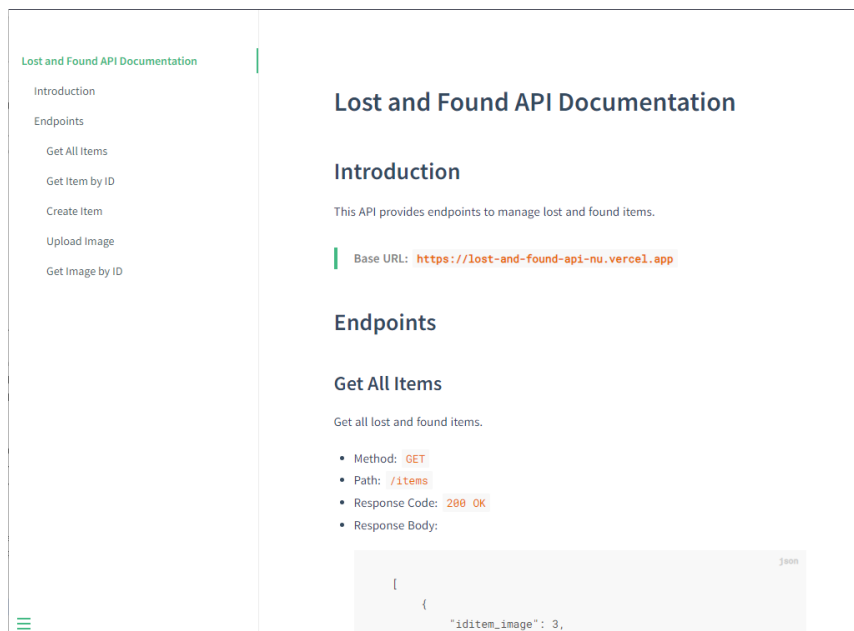 Lost and Found API Documentation
Introduction
Endpoints
Get All Items
Get Item by ID
Create Item
Upload Image
Get Image by ID
Lost and Found API Documentation
Introduction
This API provides endpoints to manage lost and found items.
Base URL: https://lost-and-found-api-nu.vercel.app
Endpoints
Get All Items
Get all lost and found items.
Method: GET
Path: /items
Response Code: 200 OK
Response Body:
json
[
{
"iditem_image": 3,